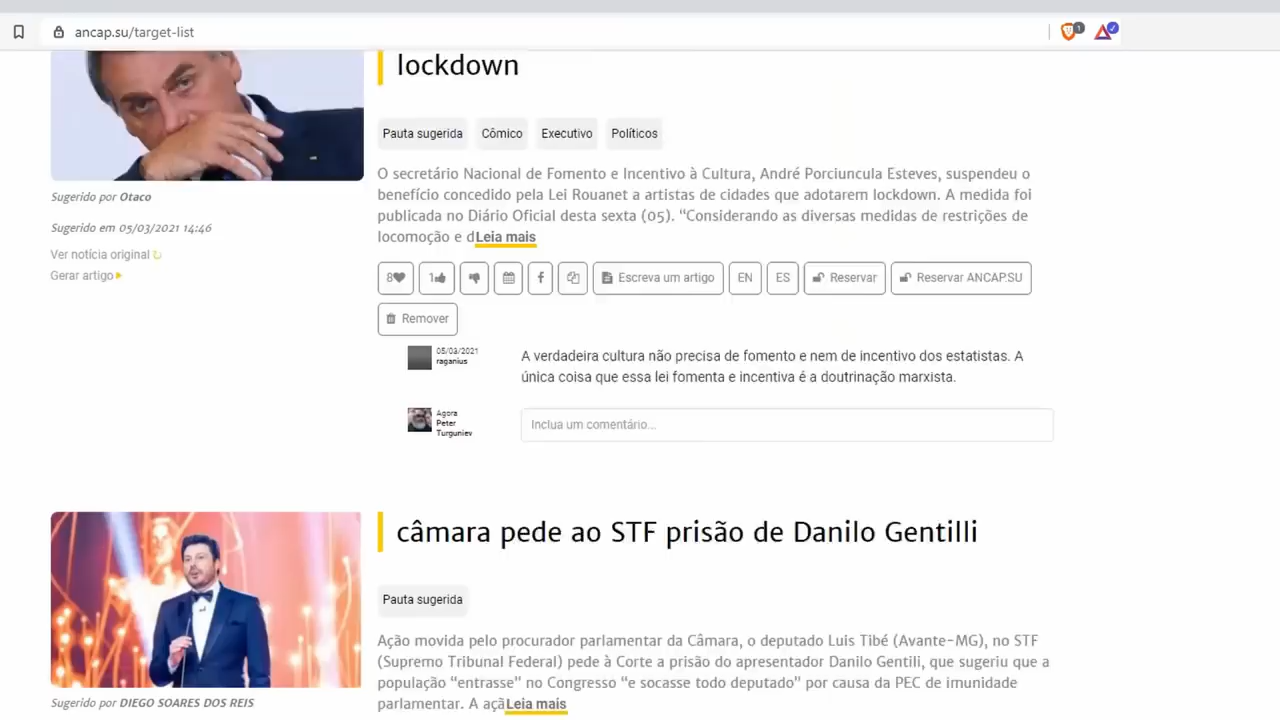 ancap.su/target-list
1
lockdown
Pauta sugerida Cômico Executivo Políticos
O secretário Nacional de Fomento e Incentivo à Cultura, André Porciuncula Esteves, suspendeu o
benefício concedido pela Lei Rouanet a artistas de cidades que adotarem lockdown. A medida foi
publicada no Diário Oficial desta sexta (05). “Considerando as diversas medidas de restrições de
locomoção e dLeia mais
Sugerido por Otaco
Sugerido em 05/03/2021 14:46
Ver notícia original
Gerar artigo
8 1 Escreva um artigo EN ES Reservar Reservar ANCAP.SU
Remover
05/03/2021
raganius
A verdadeira cultura não precisa de fomento e nem de incentivo dos estatistas. A
única coisa que essa lei fomenta e incentiva é a doutrinação marxista.
Agora
Peter
Turguniev
Inclua um comentário...
câmara pede ao STF prisão de Danilo Gentilli
Pauta sugerida
Ação movida pelo procurador parlamentar da Câmara, o deputado Luis Tibé (Avante-MG), no STF
(Supremo Tribunal Federal) pede à Corte a prisão do apresentador Danilo Gentili, que sugeriu que a
população “entrasse” no Congresso “e socasse todo deputado” por causa da PEC de imunidade
parlamentar. A açãLeia mais
Sugerido por DIEGO SOARES DOS REIS